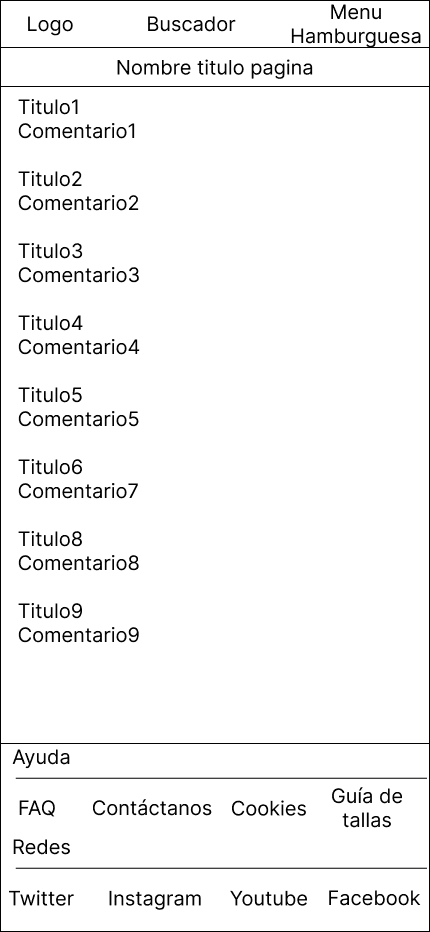 Logo Buscador Menu
Hamburguesa
Nombre titulo pagina
Titulo1
Comentario1
Titulo2
Comentario2
Titulo3
Comentario3
Titulo4
Comentario4
Titulo5
Comentario5
Titulo6
Comentario7
Titulo8
Comentario8
Titulo9
Comentario9
Ayuda
FAQ Contáctanos Cookies Guía de
tallas
Redes
Twitter Instagram Youtube Facebook